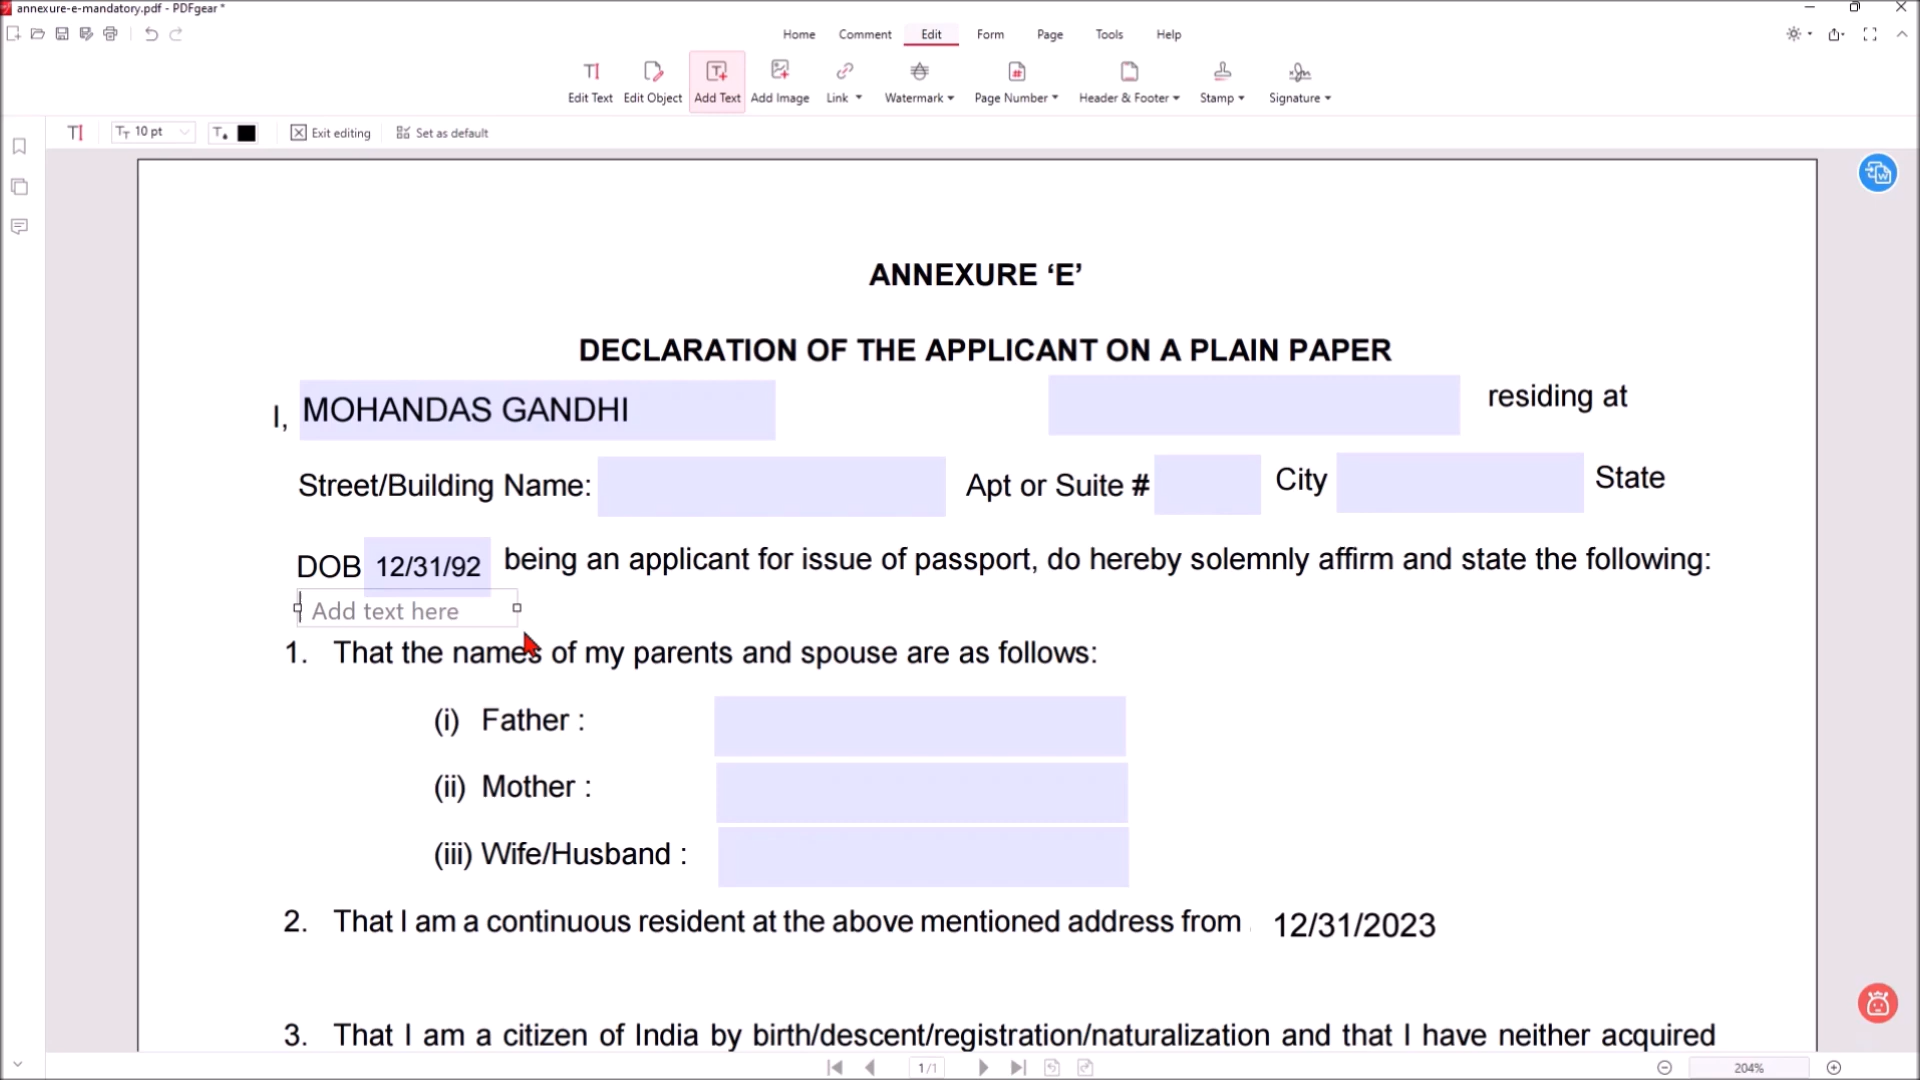 annexure-e-mandatory.pdf - PDFgear *
Home Comment Edit Form Page Tools Help
Edit Text Edit Object Add Text Add Image Link Watermark Page Number Header & Footer Stamp Signature
10 pt Exit editing Set as default
ANNEXURE ‘E’
DECLARATION OF THE APPLICANT ON A PLAIN PAPER
I, MOHANDAS GANDHI residing at
Street/Building Name: Apt or Suite # City State
DOB 12/31/92 being an applicant for issue of passport, do hereby solemnly affirm and state the following:
Add text here
1. That the names of my parents and spouse are as follows:
(i) Father :
(ii) Mother :
(iii) Wife/Husband :
2. That I am a continuous resident at the above mentioned address from 12/31/2023
3. That I am a citizen of India by birth/descent/registration/naturalization and that I have neither acquired
1/1 204%